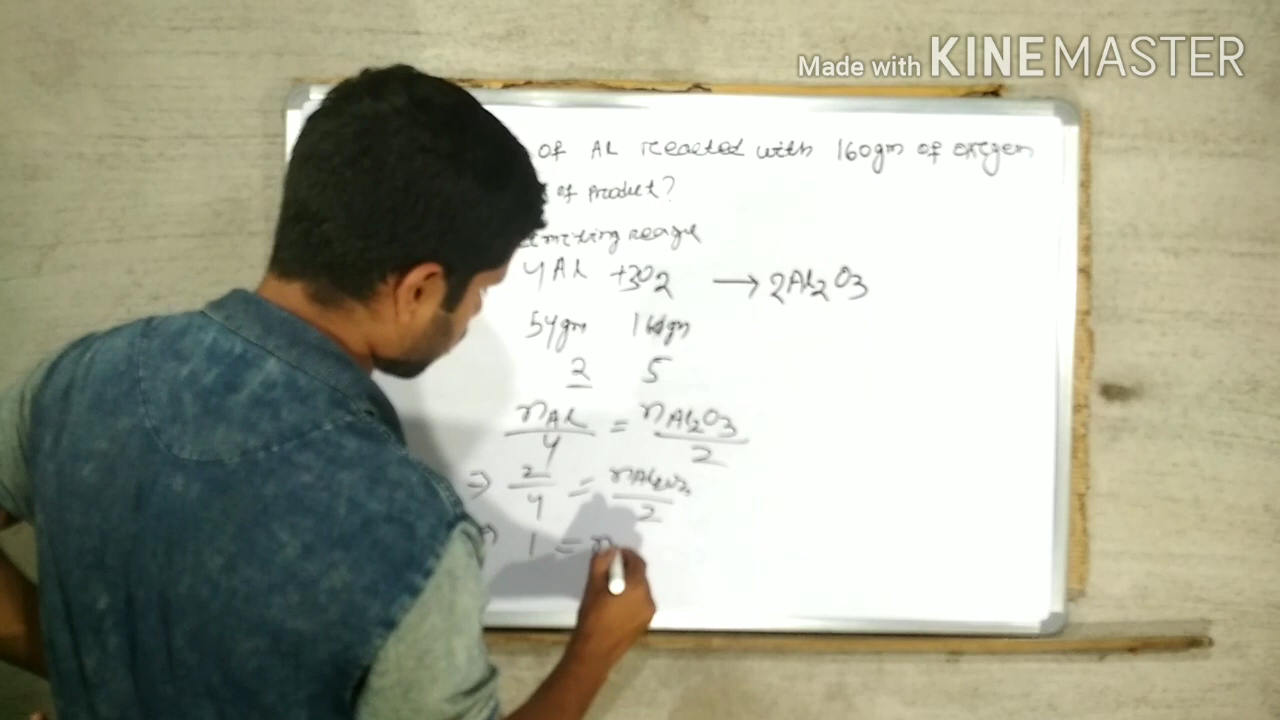 Made with KINEMASTER
of Al reacted with 160gm of oxygen
of product?
limiting reage
4Al +3O2 → 2Al2O3
54gm 160gm
2 5
nAl/4 = nAl2O3/2
⇒ 2/4 = nAl2O3/2
⇒ 1 = n